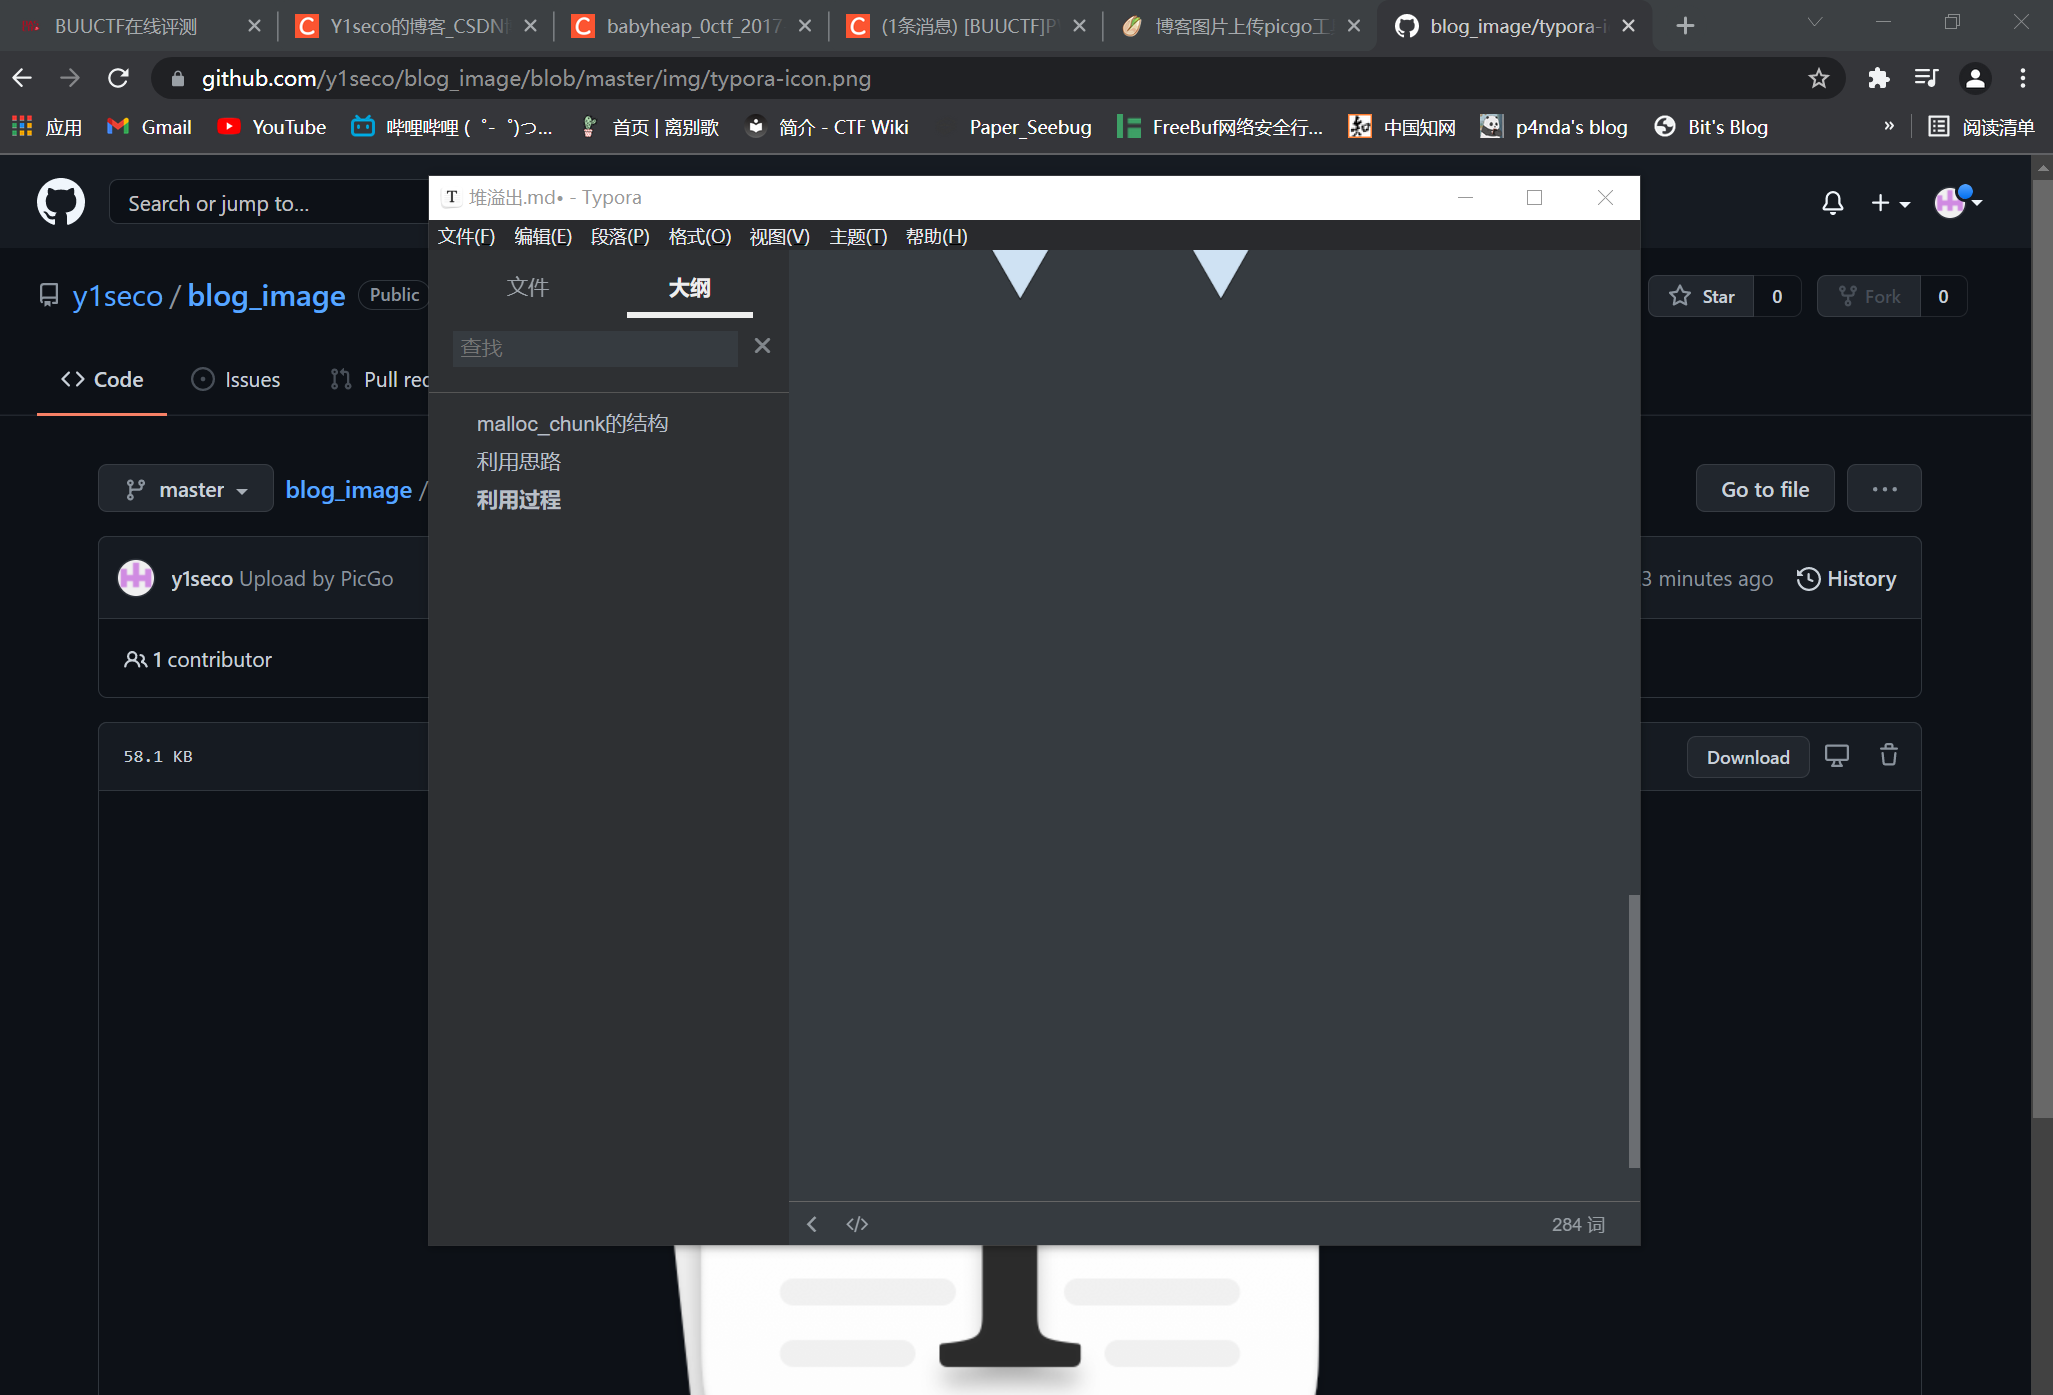 BUUCTF在线评测
Y1seco的博客_CSDN
babyheap_0ctf_2017
(1条消息) [BUUCTF]P
博客图片上传picgo工
blog_image/typora-i
github.com/y1seco/blog_image/blob/master/img/typora-icon.png
应用
Gmail
YouTube
哔哩哔哩 (゜-゜)つ...
首页 | 离别歌
简介 - CTF Wiki
Paper_Seebug
FreeBuf网络安全行...
中国知网
p4nda's blog
Bit's Blog
»
阅读清单
Search or jump to...
堆溢出.md• - Typora
文件(F) 编辑(E) 段落(P) 格式(O) 视图(V) 主题(T) 帮助(H)
y1seco / blog_image
Public
Star 0
Fork 0
文件
大纲
查找
Code
Issues
Pull rec
malloc_chunk的结构
利用思路
利用过程
master
blog_image /
Go to file
y1seco Upload by PicGo
3 minutes ago
History
1 contributor
58.1 KB
Download
284 词